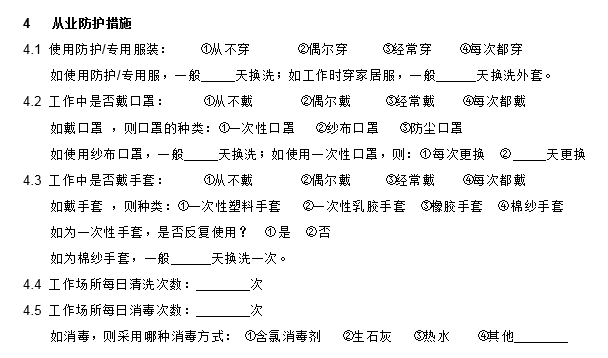 4 从业防护措施
4.1 使用防护/专用服装： ①从不穿 ②偶尔穿 ③经常穿 ④每次都穿
如使用防护/专用服，一般_____天换洗；如工作时穿家居服，一般______天换洗外套。
4.2 工作中是否戴口罩： ①从不戴 ②偶尔戴 ③经常戴 ④每次都戴
如戴口罩 ，则口罩的种类：①一次性口罩 ②纱布口罩 ③防尘口罩
如使用纱布口罩，一般_____天换洗；如使用一次性口罩，则：①每次更换 ②_____天更换
4.3 工作中是否戴手套： ①从不戴 ②偶尔戴 ③经常戴 ④每次都戴
如戴手套 ，则种类：①一次性塑料手套 ②一次性乳胶手套 ③橡胶手套 ④棉纱手套
如为一次性手套，是否反复使用？ ①是 ②否
如为棉纱手套，一般______天换洗一次。
4.4 工作场所每日清洗次数：________次
4.5 工作场所每日消毒次数：________次
如消毒，则采用哪种消毒方式： ①含氯消毒剂 ②生石灰 ③热水 ④其他________